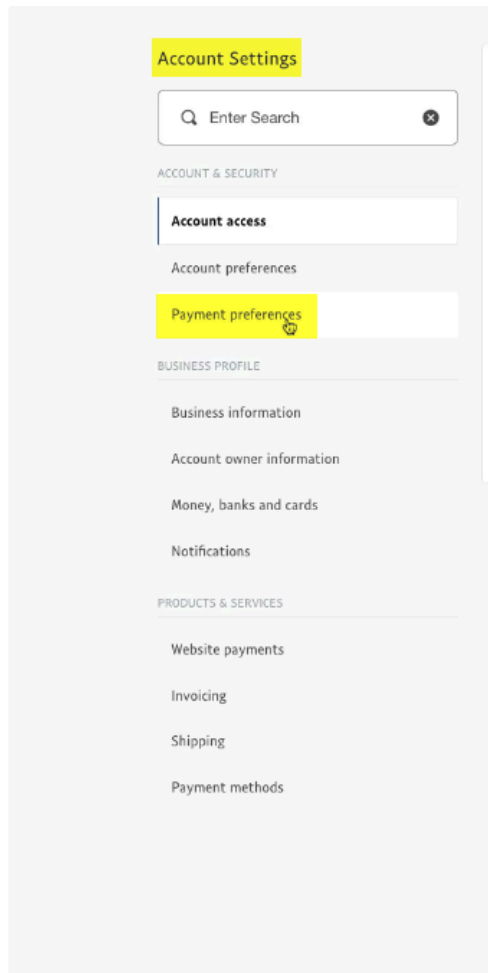 Account Settings
Enter Search
ACCOUNT & SECURITY
Account access
Account preferences
Payment preferences
BUSINESS PROFILE
Business information
Account owner information
Money, banks and cards
Notifications
PRODUCTS & SERVICES
Website payments
Invoicing
Shipping
Payment methods